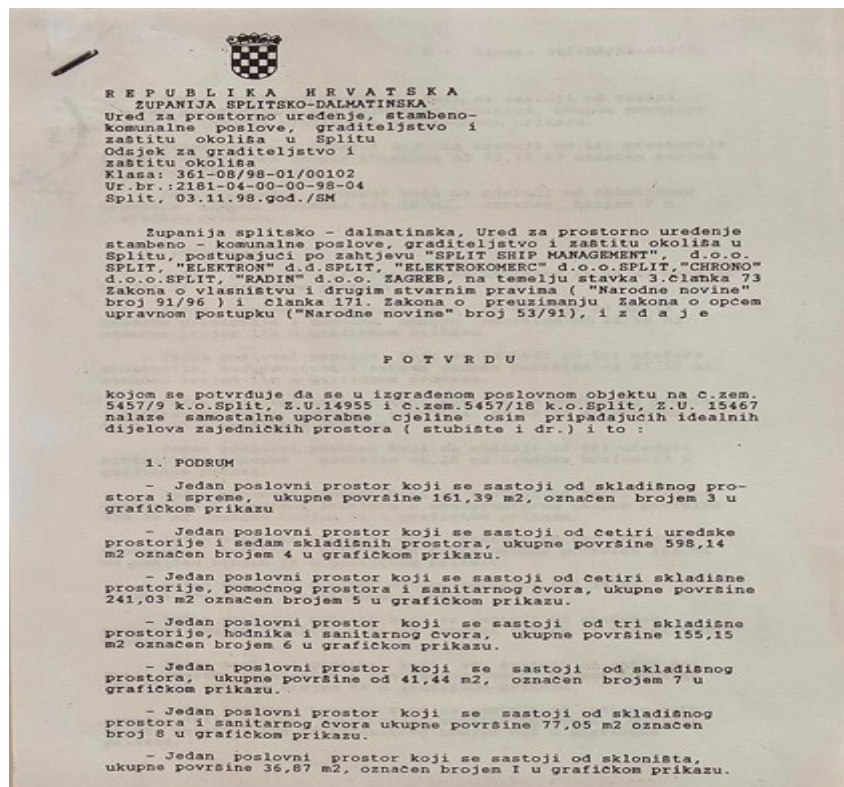 R E P U B L I K A   H R V A T S K A
ŽUPANIJA SPLITSKO-DALMATINSKA
Ured za prostorno uređenje, stambeno-
komunalne poslove, graditeljstvo i
zaštitu okoliša u Splitu
Odsjek za graditeljstvo i
zaštitu okoliša
Klasa: 361-08/98-01/00102
Ur.br.:2181-04-00-00-98-04
Split, 03.11.98.god./SM
Županija splitsko - dalmatinska, Ured za prostorno uređenje
stambeno - komunalne poslove, graditeljstvo i zaštitu okoliša u
Splitu, postupajući po zahtjevu "SPLIT SHIP MANAGEMENT", d.o.o.
SPLIT, "ELEKTRON" d.d.SPLIT, "ELEKTROKOMERC" d.o.o.SPLIT,"CHRONO"
d.o.o.SPLIT, "RADIN" d.o.o. ZAGREB, na temelju stavka 3.članka 73
Zakona o vlasništvu i drugim stvarnim pravima ( "Narodne novine"
broj 91/96 ) i članka 171. Zakona o preuzimanju Zakona o općem
upravnom postupku ("Narodne novine" broj 53/91), i z d a j e
P O T V R D U
kojom se potvrđuje da se u izgrađenom poslovnom objektu na č.zem.
5457/9 k.o.Split, Z.U.14955 i č.zem.5457/18 k.o.Split, Z.U. 15467
nalaze samostalne uporabne cjeline osim pripadajućih idealnih
dijelova zajedničkih prostora ( stubište i dr.) i to :
1. PODRUM
- Jedan poslovni prostor koji se sastoji od skladišnog pro-
stora i spreme, ukupne površine 161,39 m2, označen brojem 3 u
grafičkom prikazu
- Jedan poslovni prostor koji se sastoji od četiri uredske
prostorije i sedam skladišnih prostora, ukupne površine 598,14
m2 označen brojem 4 u grafičkom prikazu.
- Jedan poslovni prostor koji se sastoji od četiri skladišne
prostorije, pomoćnog prostora i sanitarnog čvora, ukupne površine
241,03 m2 označen brojem 5 u grafičkom prikazu.
- Jedan poslovni prostor koji se sastoji od tri skladišne
prostorije, hodnika i sanitarnog čvora, ukupne površine 155,15
m2 označen brojem 6 u grafičkom prikazu.
- Jedan poslovni prostor koji se sastoji od skladišnog
prostora, ukupne površine od 41,44 m2, označen brojem 7 u
grafičkom prikazu.
- Jedan poslovni prostor koji se sastoji od skladišnog
prostora i sanitarnog čvora ukupne površine 77,05 m2 označen
broj 8 u grafičkom prikazu.
- Jedan poslovni prostor koji se sastoji od skloništa,
ukupne površine 36,87 m2, označen brojem I u grafičkom prikazu.